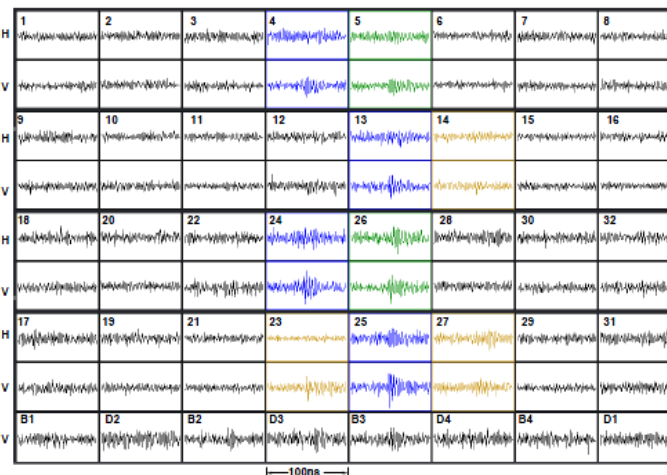 1 2 3 4 5 6 7 8
H
V
9 10 11 12 13 14 15 16
H
V
18 20 22 24 26 28 30 32
H
V
17 19 21 23 25 27 29 31
H
V
B1 D2 B2 D3 B3 D4 B4 D1
V
100ns